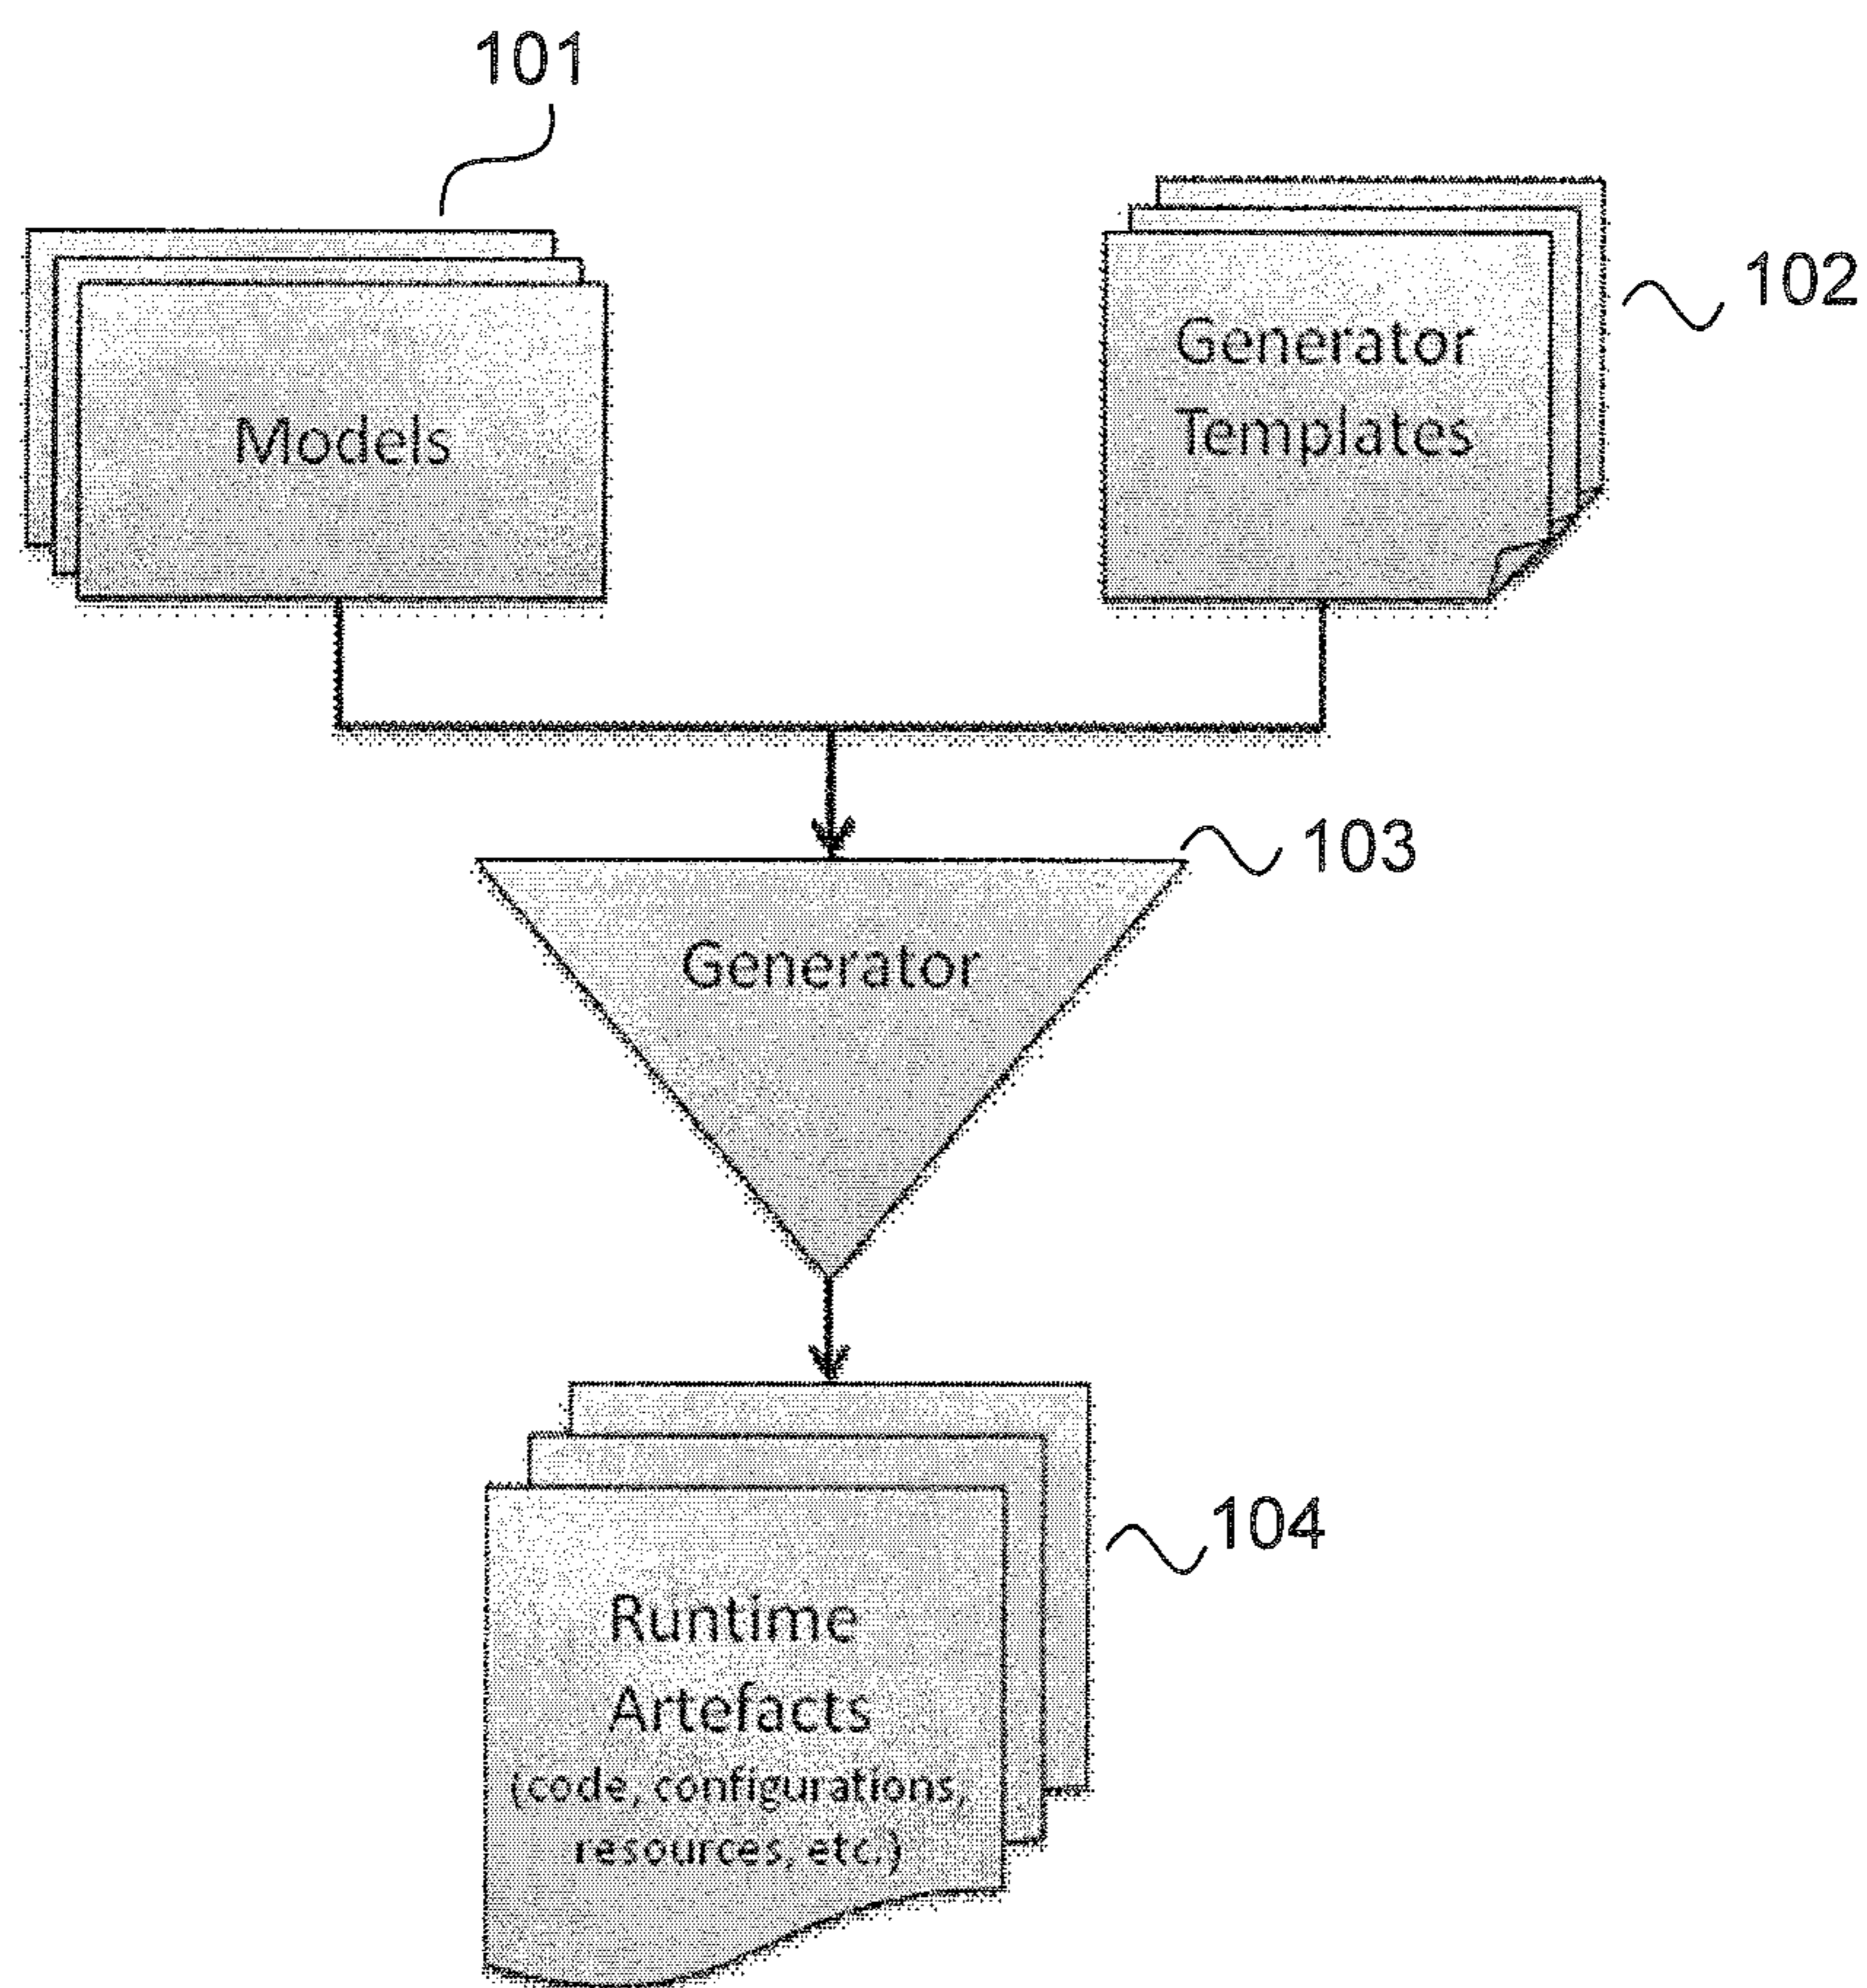 101
102
Generator
Templates
Models
103
Generator
104
Runtime
Artefacts
(code, configurations,
resources, etc.)